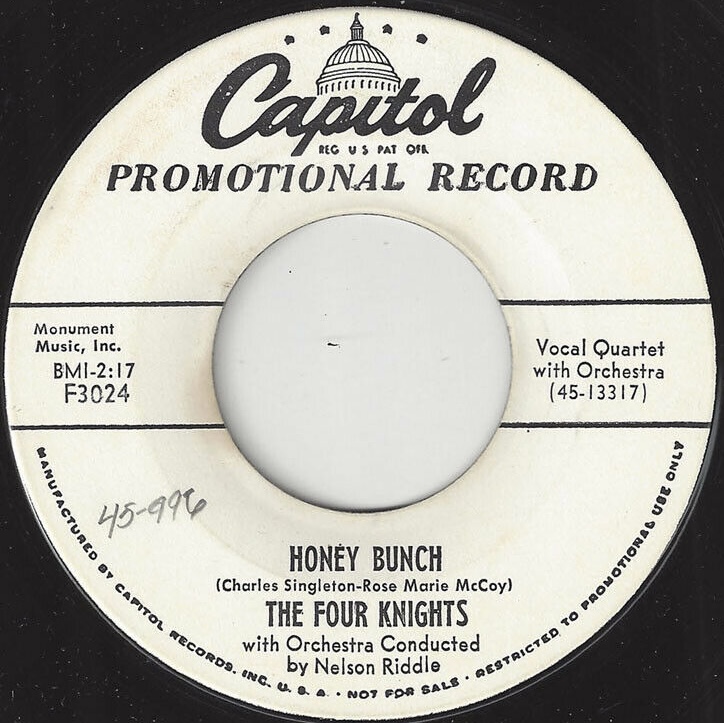 Capitol
REG U S PAT OFF.
PROMOTIONAL RECORD
Monument
Music, Inc.
BMI-2:17
F3024
Vocal Quartet
with Orchestra
(45-13317)
45-996
HONEY BUNCH
(Charles Singleton-Rose Marie McCoy)
THE FOUR KNIGHTS
with Orchestra Conducted
by Nelson Riddle
MANUFACTURED BY CAPITOL RECORDS, INC. U. S. A. · NOT FOR SALE · RESTRICTED TO PROMOTIONAL USE ONLY